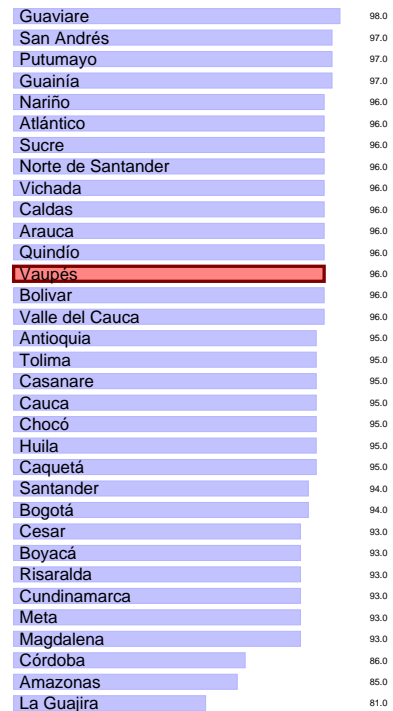 Guaviare 98.0
San Andrés 97.0
Putumayo 97.0
Guainía 97.0
Nariño 96.0
Atlántico 96.0
Sucre 96.0
Norte de Santander 96.0
Vichada 96.0
Caldas 96.0
Arauca 96.0
Quindío 96.0
Vaupés 96.0
Bolivar 96.0
Valle del Cauca 96.0
Antioquia 95.0
Tolima 95.0
Casanare 95.0
Cauca 95.0
Chocó 95.0
Huila 95.0
Caquetá 95.0
Santander 94.0
Bogotá 94.0
Cesar 93.0
Boyacá 93.0
Risaralda 93.0
Cundinamarca 93.0
Meta 93.0
Magdalena 93.0
Córdoba 86.0
Amazonas 85.0
La Guajira 81.0